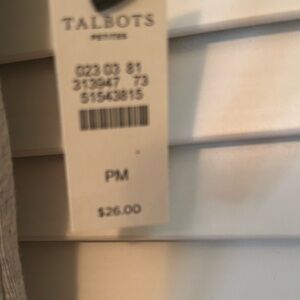 TALBOTS
PETITES
023 03 81
313947 73
51543815
PM
$26.00